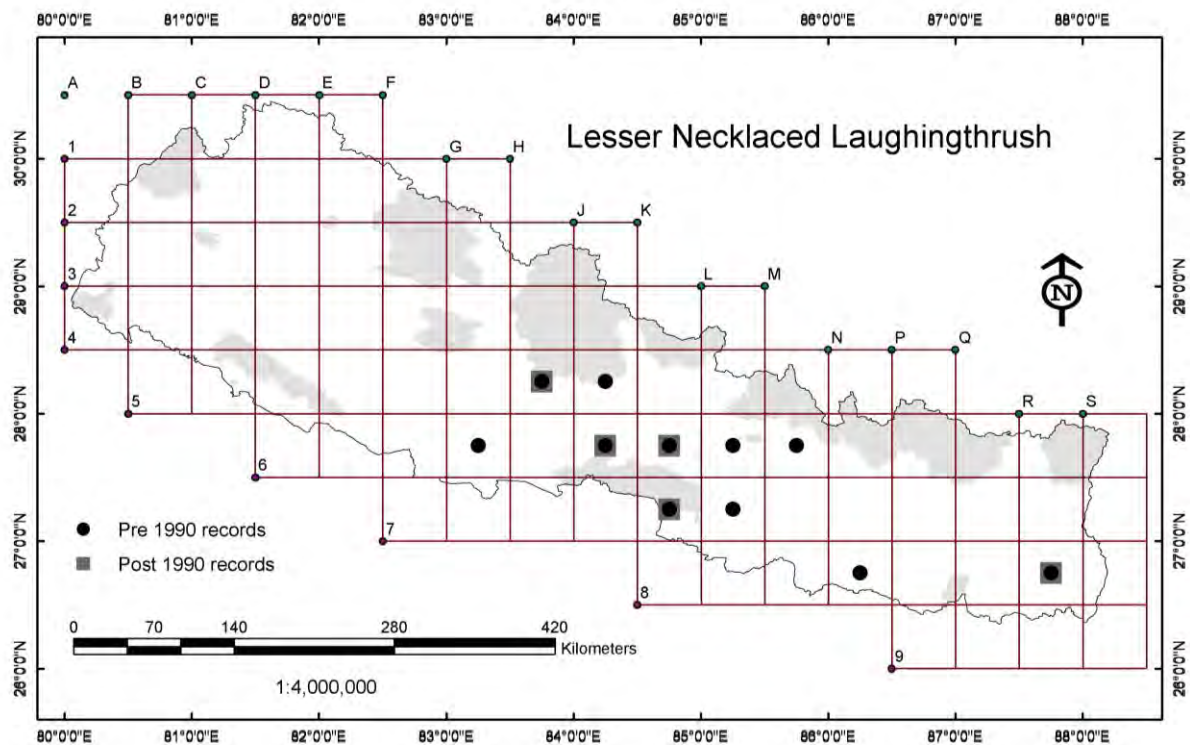 80°0'0"E 81°0'0"E 82°0'0"E 83°0'0"E 84°0'0"E 85°0'0"E 86°0'0"E 87°0'0"E 88°0'0"E
A B C D E F
Lesser Necklaced Laughingthrush
30°0'0"N 1 G H 30°0'0"N
2 J K
29°0'0"N 3 L M N 29°0'0"N
4 N P Q
28°0'0"N 5 R S 28°0'0"N
6
27°0'0"N 7 27°0'0"N
Pre 1990 records
Post 1990 records
8
0 70 140 280 420
Kilometers
1:4,000,000
26°0'0"N 9 26°0'0"N
80°0'0"E 81°0'0"E 82°0'0"E 83°0'0"E 84°0'0"E 85°0'0"E 86°0'0"E 87°0'0"E 88°0'0"E